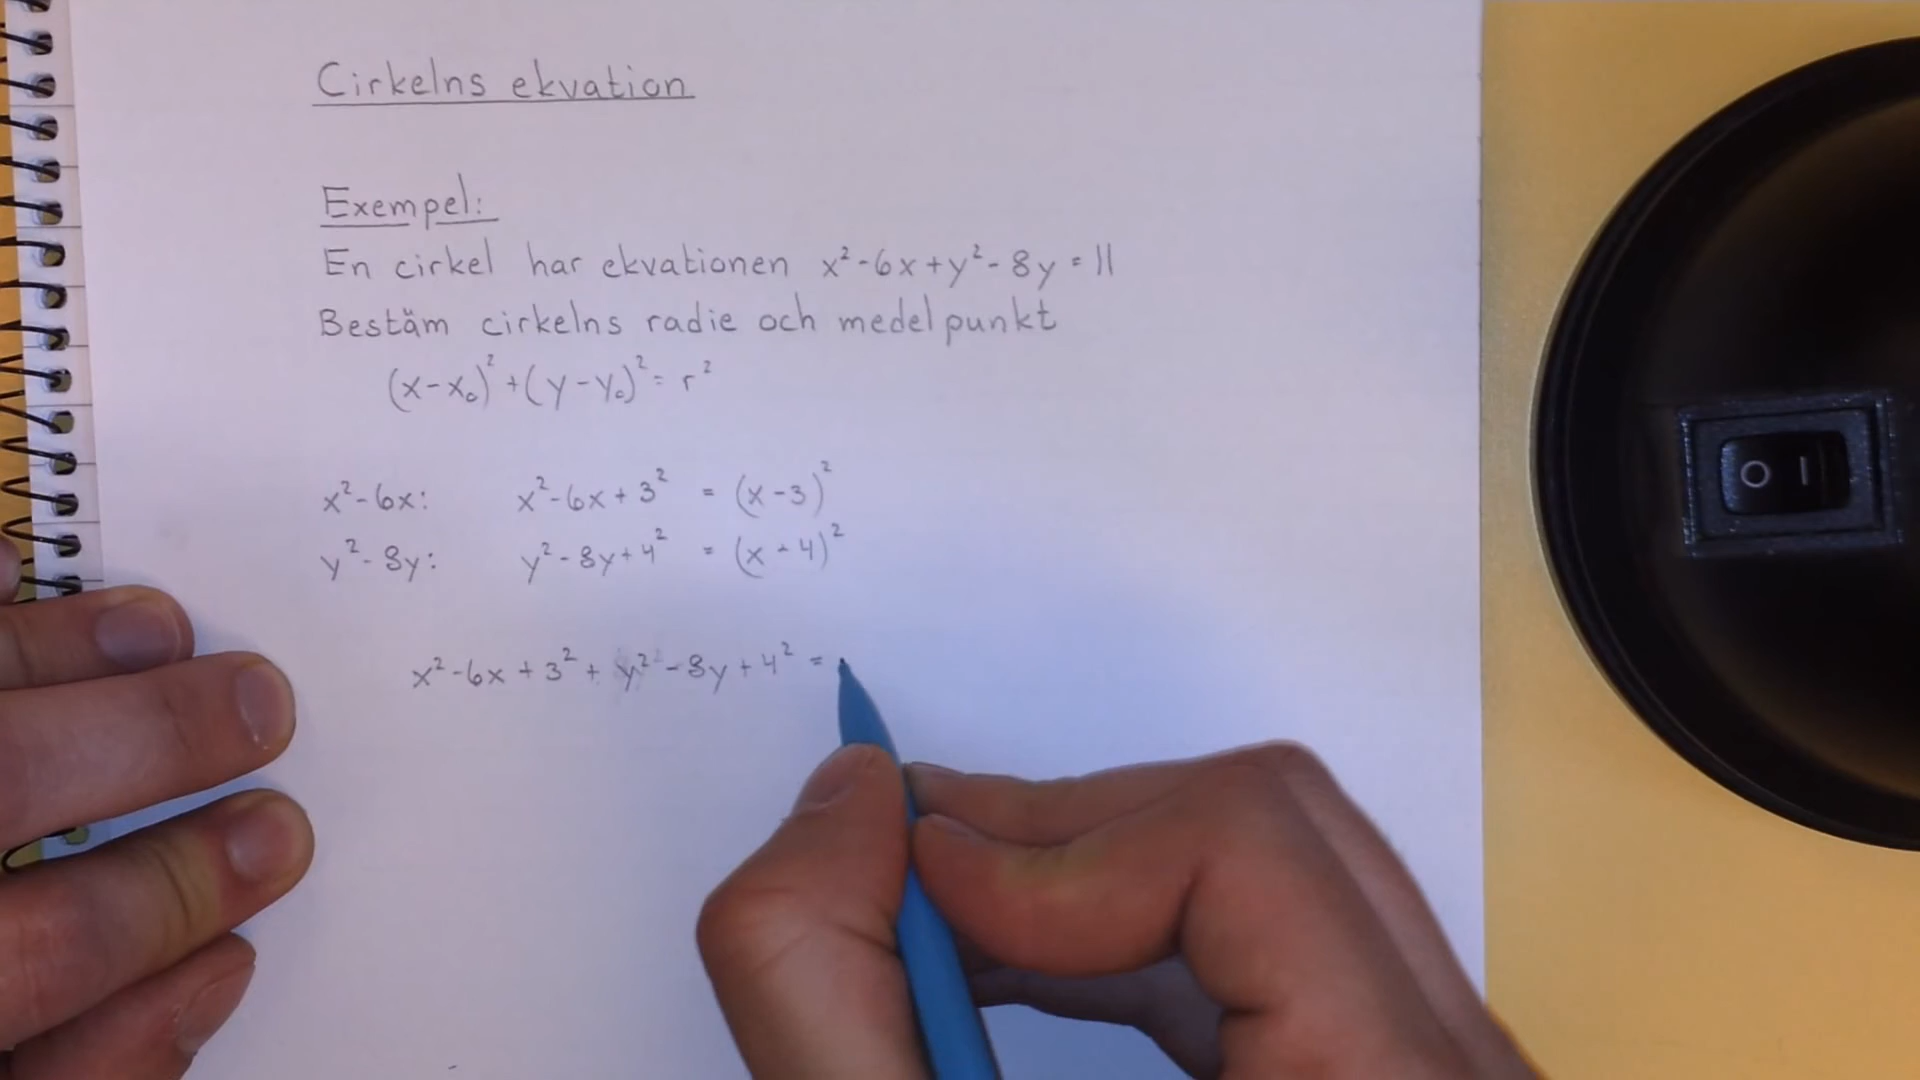 Cirkelns ekvation
Exempel:
En cirkel har ekvationen x²-6x+y²-8y=11
Bestäm cirkelns radie och medelpunkt
(x-x₀)²+(y-y₀)²=r²
x²-6x: x²-6x+3² = (x-3)²
y²-8y: y²-8y+4² = (x-4)²
x²-6x+3²+y²-8y+4²=